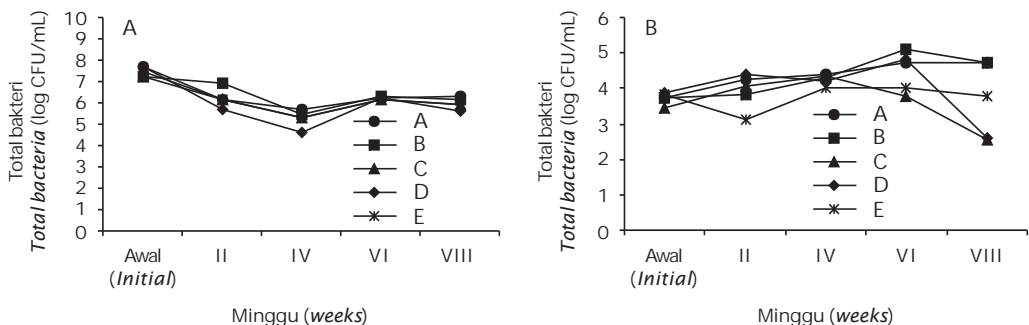 A
Total bakteri
Total bacteria (log CFU/mL)
10
9
8
7
6
5
4
3
2
1
0
A
B
C
D
E
Awal
(Initial)
II
IV
VI
VIII
Minggu (weeks)
B
Total bakteri
Total bacteria (log CFU/mL)
6
5
4
3
2
1
0
A
B
C
D
E
Awal
(Initial)
II
IV
VI
VIII
Minggu (weeks)